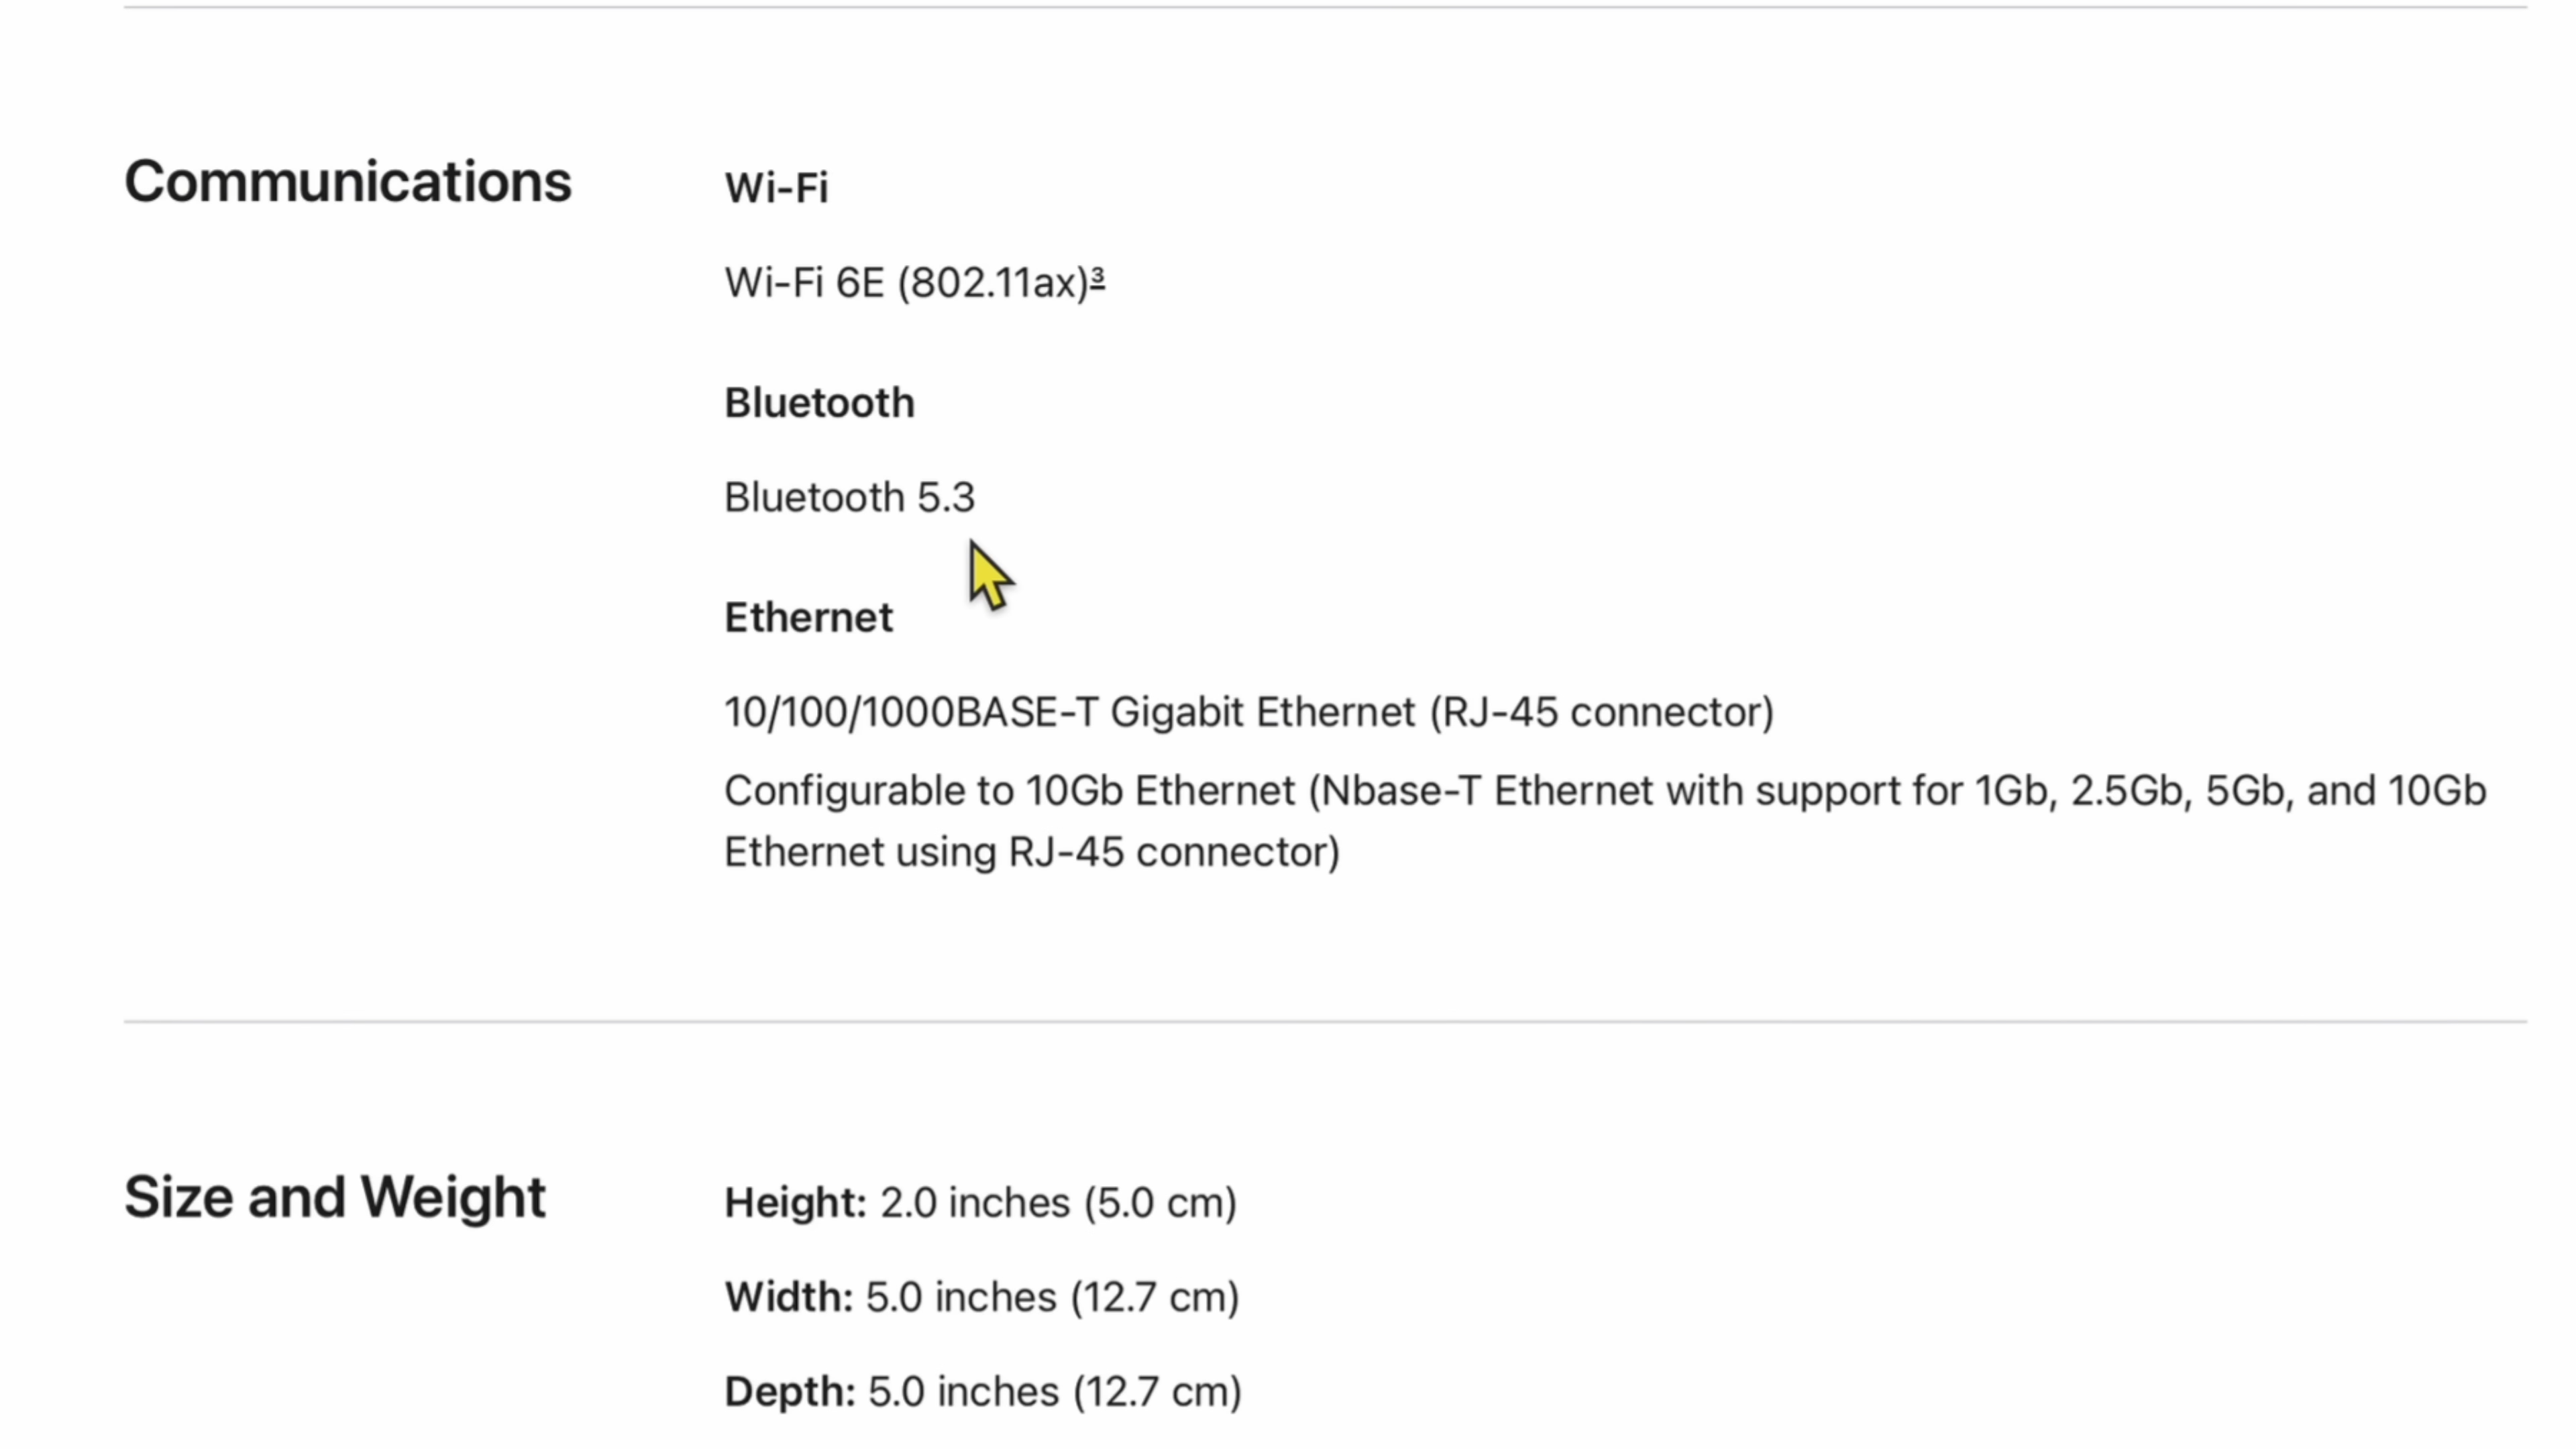 Communications
Wi-Fi
Wi-Fi 6E (802.11ax)³
Bluetooth
Bluetooth 5.3
Ethernet
10/100/1000BASE-T Gigabit Ethernet (RJ-45 connector)
Configurable to 10Gb Ethernet (Nbase-T Ethernet with support for 1Gb, 2.5Gb, 5Gb, and 10Gb
Ethernet using RJ-45 connector)
Size and Weight
Height: 2.0 inches (5.0 cm)
Width: 5.0 inches (12.7 cm)
Depth: 5.0 inches (12.7 cm)